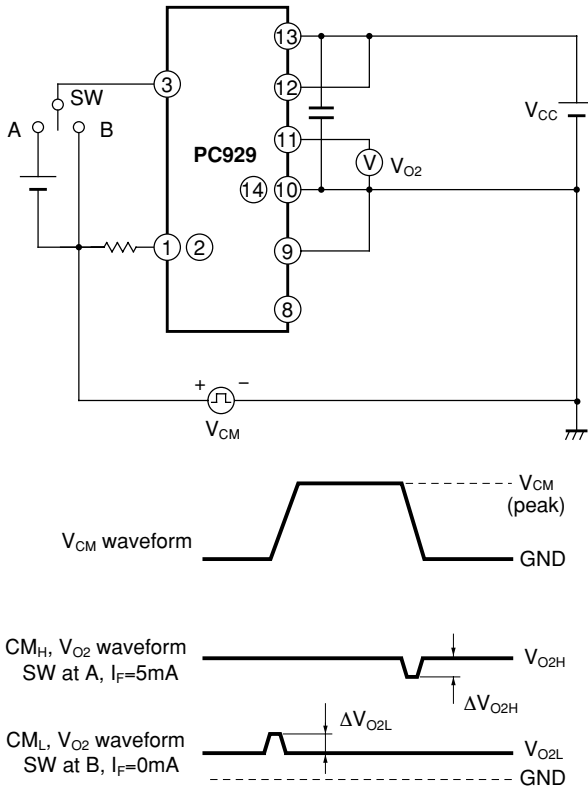 13
3
12
SW
A
B
VCC
11
PC929
V
VO2
14
10
1
2
9
8
+
−
VCM
VCM
(peak)
VCM waveform
GND
CMH, VO2 waveform
VO2H
SW at A, IF=5mA
ΔVO2H
ΔVO2L
CML, VO2 waveform
VO2L
SW at B, IF=0mA
GND